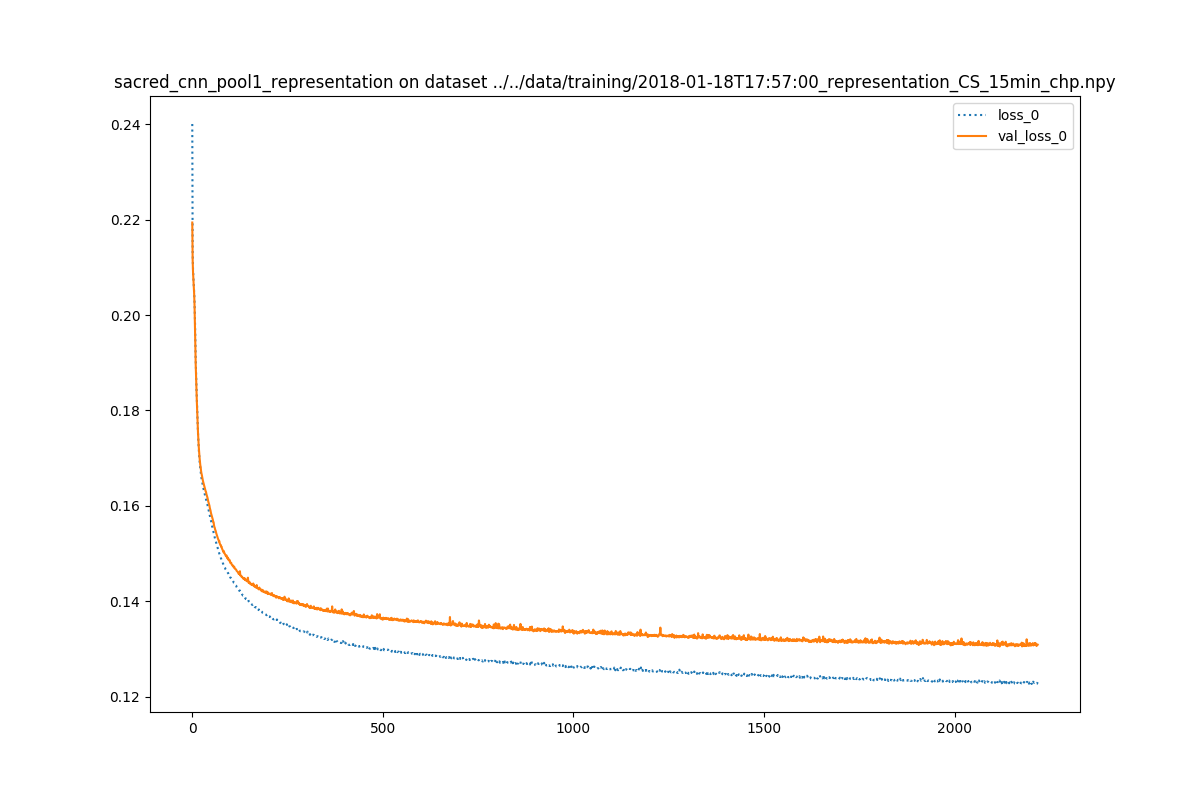 sacred_cnn_pool1_representation on dataset ../../data/training/2018-01-18T17:57:00_representation_CS_15min_chp.npy
loss_0
val_loss_0
0.24
0.22
0.20
0.18
0.16
0.14
0.12
0 500 1000 1500 2000